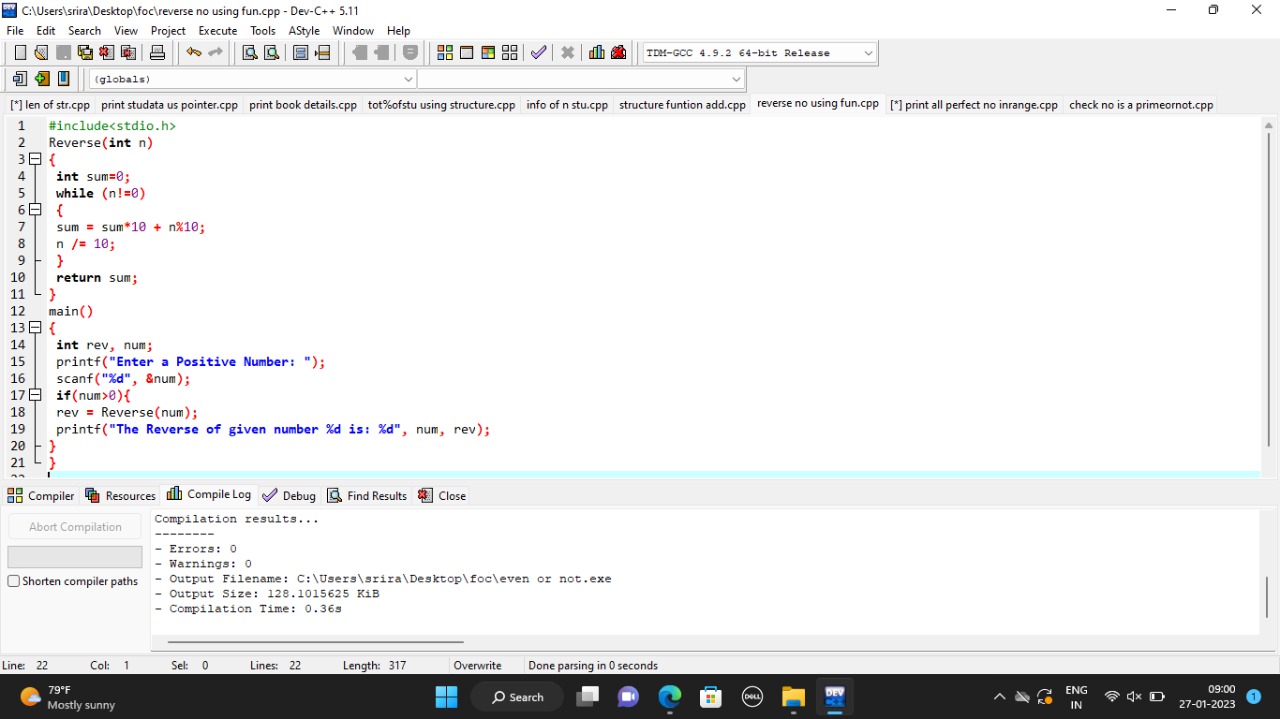 C:\Users\srira\Desktop\foc\reverse no using fun.cpp - Dev-C++ 5.11
File Edit Search View Project Execute Tools AStyle Window Help
TDM-GCC 4.9.2 64-bit Release
(globals)
[*] len of str.cpp print studata us pointer.cpp print book details.cpp tot%ofstu using structure.cpp info of n stu.cpp structure funtion add.cpp reverse no using fun.cpp [*] print all perfect no inrange.cpp check no is a primeornot.cpp
1 #include<stdio.h>
2 Reverse(int n)
3 {
4 int sum=0;
5 while (n!=0)
6 {
7 sum = sum*10 + n%10;
8 n /= 10;
9 }
10 return sum;
11 }
12 main()
13 {
14 int rev, num;
15 printf("Enter a Positive Number: ");
16 scanf("%d", &num);
17 if(num>0){
18 rev = Reverse(num);
19 printf("The Reverse of given number %d is: %d", num, rev);
20 }
21 }
22
Compiler Resources Compile Log Debug Find Results Close
Abort Compilation
Shorten compiler paths
Compilation results...
--------
- Errors: 0
- Warnings: 0
- Output Filename: C:\Users\srira\Desktop\foc\even or not.exe
- Output Size: 128.1015625 KiB
- Compilation Time: 0.36s
Line: 22 Col: 1 Sel: 0 Lines: 22 Length: 317 Overwrite Done parsing in 0 seconds
79°F
Mostly sunny
Search
DELL
DEV
ENG
IN
09:00
27-01-2023
1